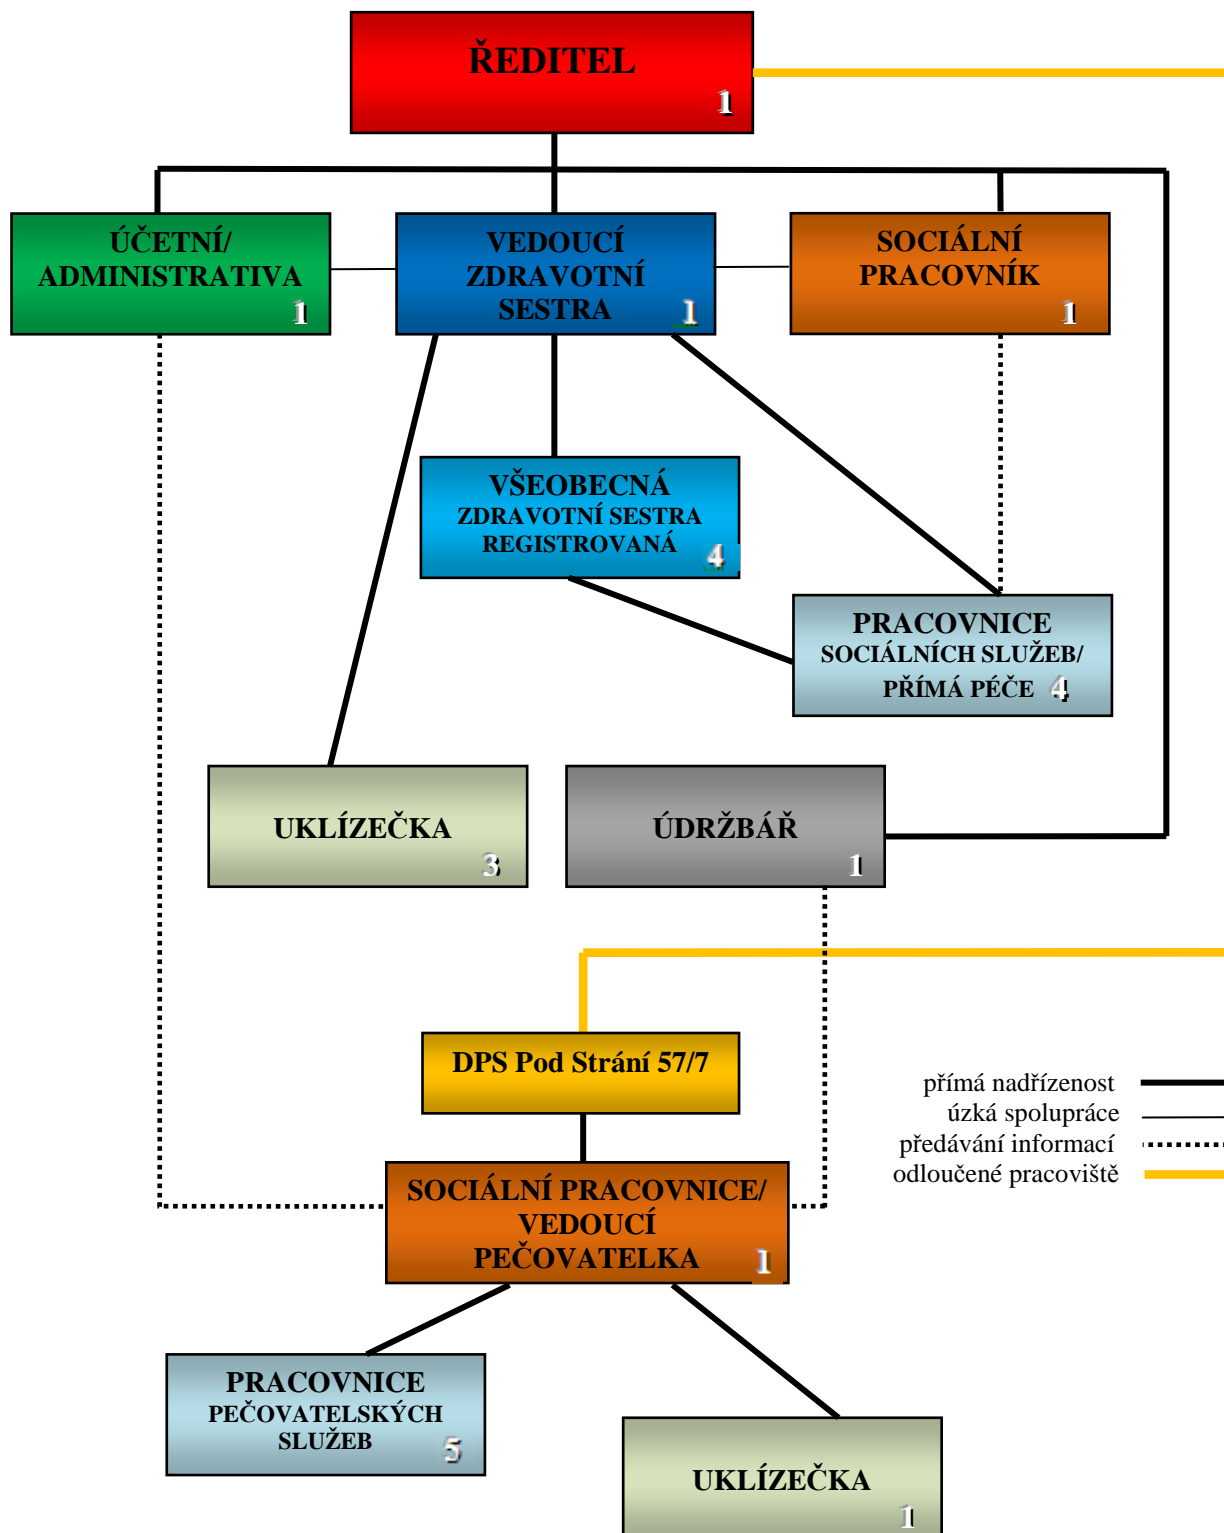 ŘEDITEL
1
ÚČETNÍ/
ADMINISTRATIVA
1
VEDOUCÍ
ZDRAVOTNÍ
SESTRA
1
SOCIÁLNÍ
PRACOVNÍK
1
VŠEOBECNÁ
ZDRAVOTNÍ SESTRA
REGISTROVANÁ
4
PRACOVNICE
SOCIÁLNÍCH SLUŽEB/
PŘÍMÁ PÉČE 4
UKLÍZEČKA
3
ÚDRŽBÁŘ
1
DPS Pod Strání 57/7
přímá nadřízenost
úzká spolupráce
předávání informací
odloučené pracoviště
SOCIÁLNÍ PRACOVNICE/
VEDOUCÍ
PEČOVATELKA
1
PRACOVNICE
PEČOVATELSKÝCH
SLUŽEB
5
UKLÍZEČKA
1